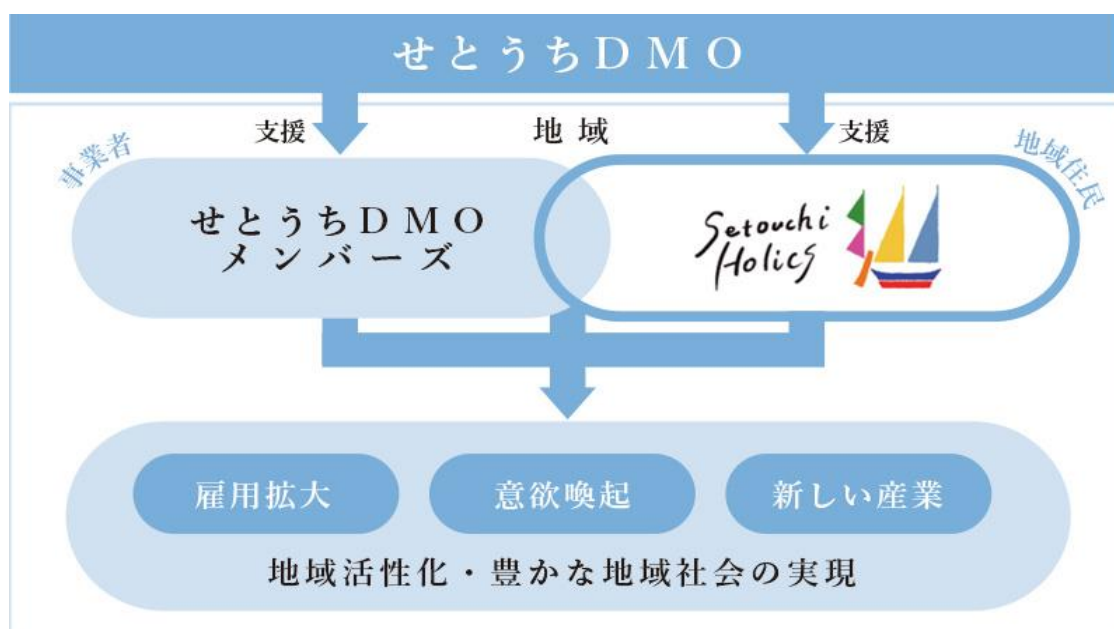 せとうちDMO
支援
地域
支援
事業者
地域住民
せとうちDMO
メンバーズ
Setouchi
Holics
雇用拡大
意欲喚起
新しい産業
地域活性化・豊かな地域社会の実現